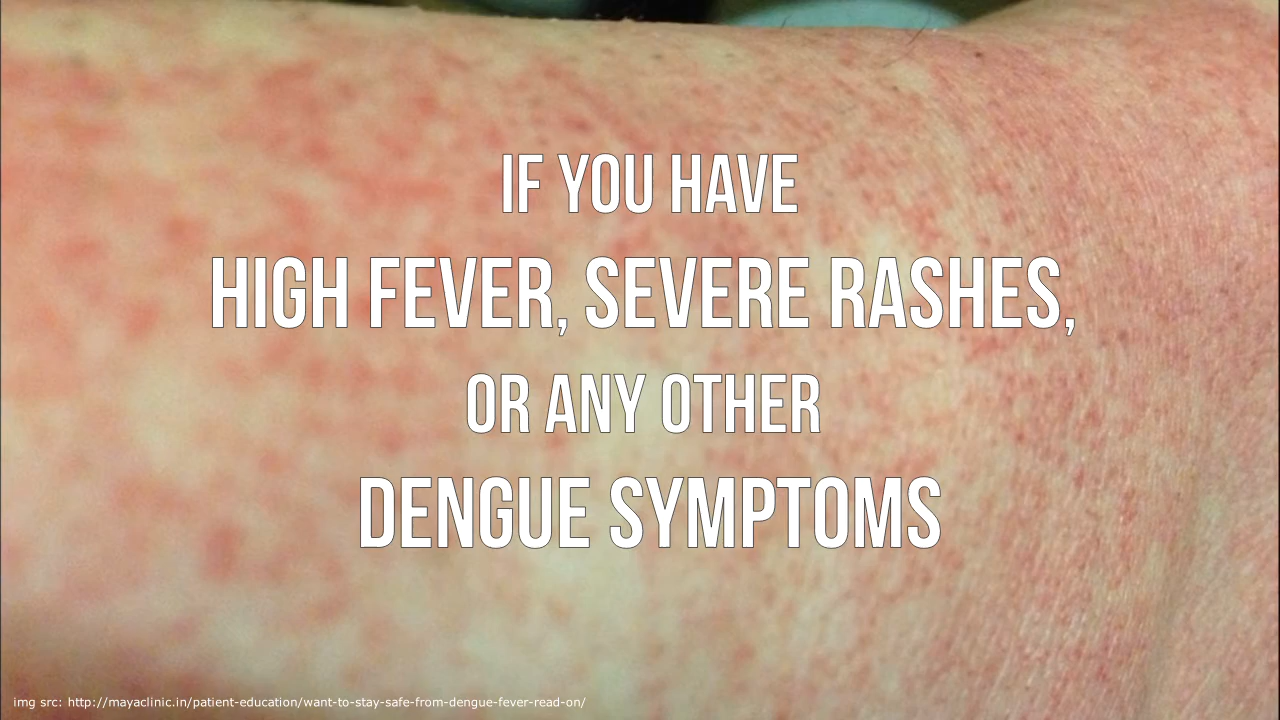 IF YOU HAVE
HIGH FEVER, SEVERE RASHES,
OR ANY OTHER
DENGUE SYMPTOMS
img src: http://mayaclinic.in/patient-education/want-to-stay-safe-from-dengue-fever-read-on/